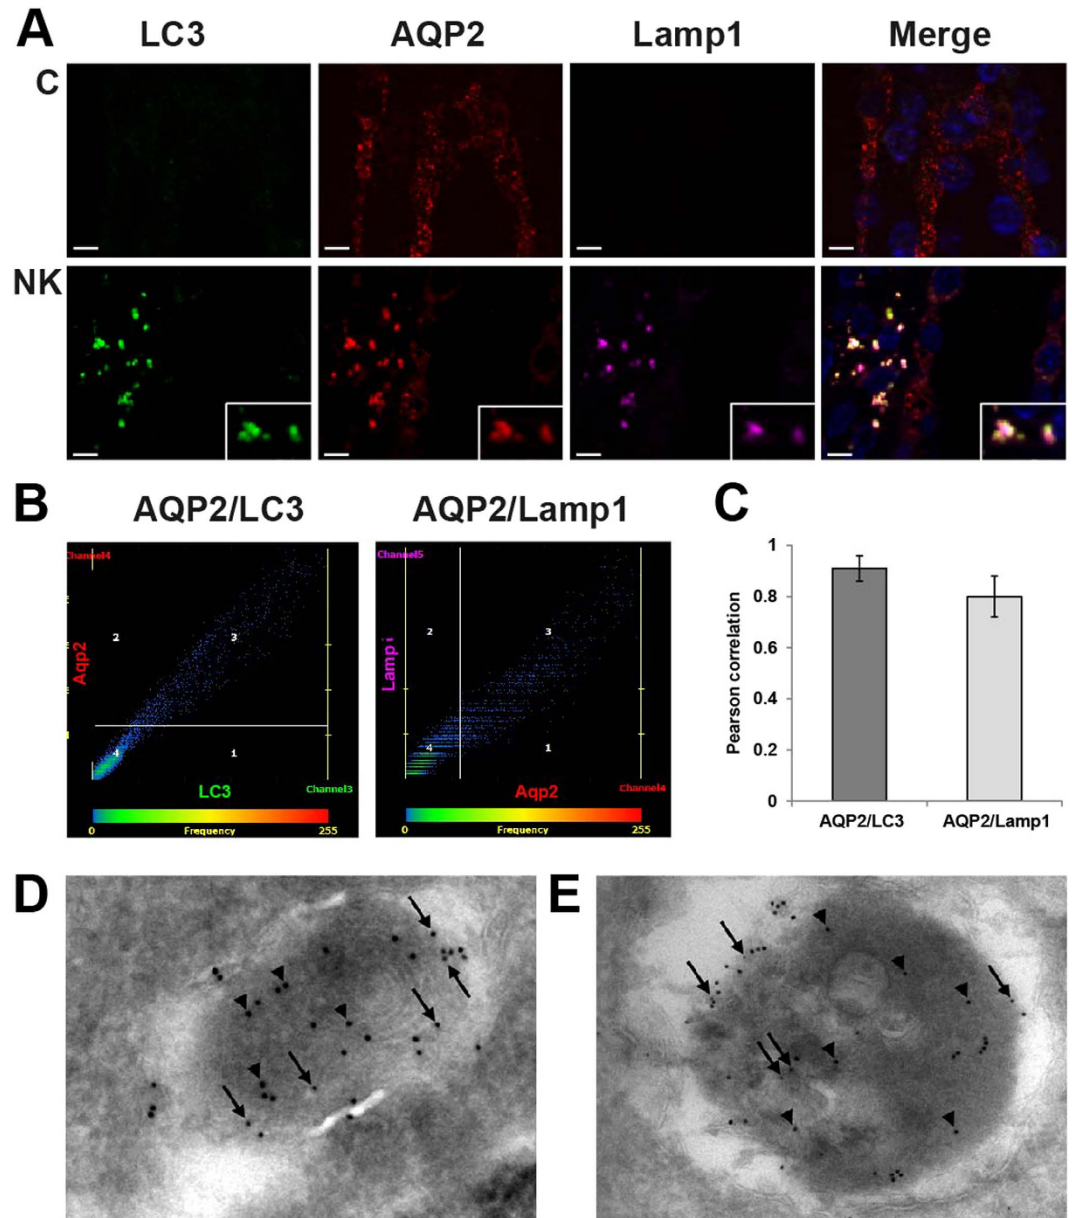 A
LC3 AQP2 Lamp1 Merge
C
NK
B
AQP2/LC3 AQP2/Lamp1
Channel4
Aqp2
2 3
4 1
LC3
Channel3
0 Frequency 255
Channel5
Lamp1
2 3
4 1
Aqp2
Channel4
0 Frequency 255
C
Pearson correlation
1
0.8
0.6
0.4
0.2
0
AQP2/LC3 AQP2/Lamp1
D E